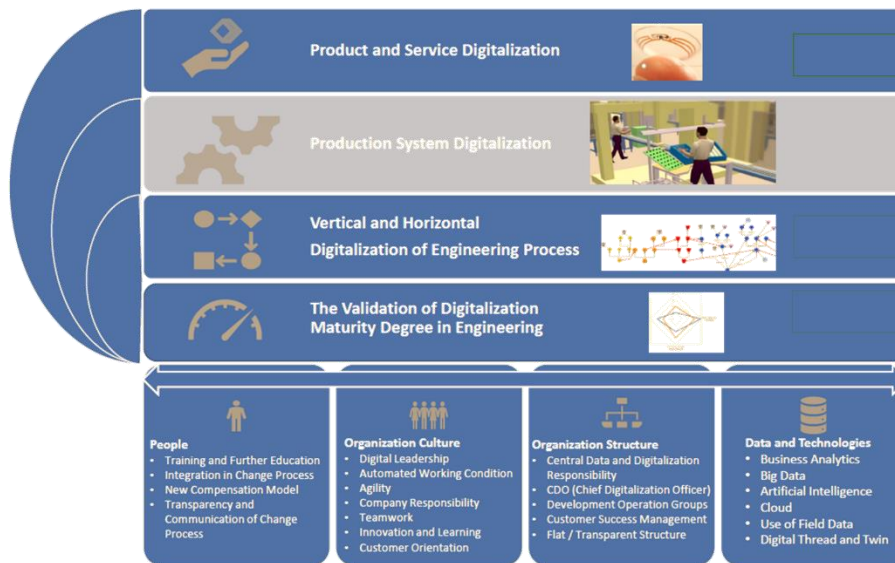 Product and Service Digitalization
Production System Digitalization
Vertical and Horizontal
Digitalization of Engineering Process
The Validation of Digitalization
Maturity Degree in Engineering
People
• Training and Further Education
• Integration in Change Process
• New Compensation Model
• Transparency and
Communication of Change
Process
Organization Culture
• Digital Leadership
• Automated Working Condition
• Agility
• Company Responsibility
• Teamwork
• Innovation and Learning
• Customer Orientation
Organization Structure
• Central Data and Digitalization
Responsibility
• CDO (Chief Digitalization Officer)
• Development Operation Groups
• Customer Success Management
• Flat / Transparent Structure
Data and Technologies
• Business Analytics
• Big Data
• Artificial Intelligence
• Cloud
• Use of Field Data
• Digital Thread and Twin